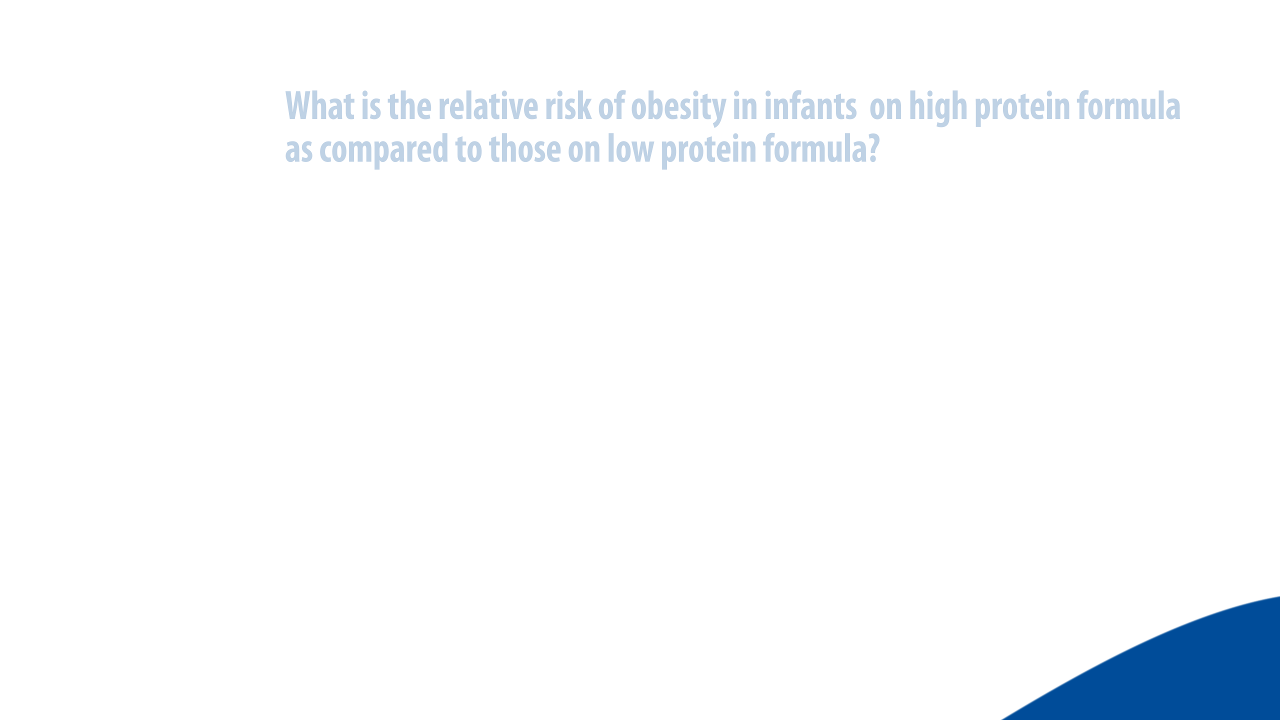 What is the relative risk of obesity in infants  on high protein formula
as compared to those on low protein formula?